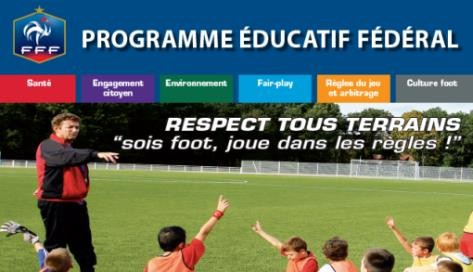 FFF
PROGRAMME ÉDUCATIF FÉDÉRAL
Santé
Engagement
citoyen
Environnement
Fair-play
Règles du jeu
et arbitrage
Culture foot
RESPECT TOUS TERRAINS
“sois foot, joue dans les règles !”